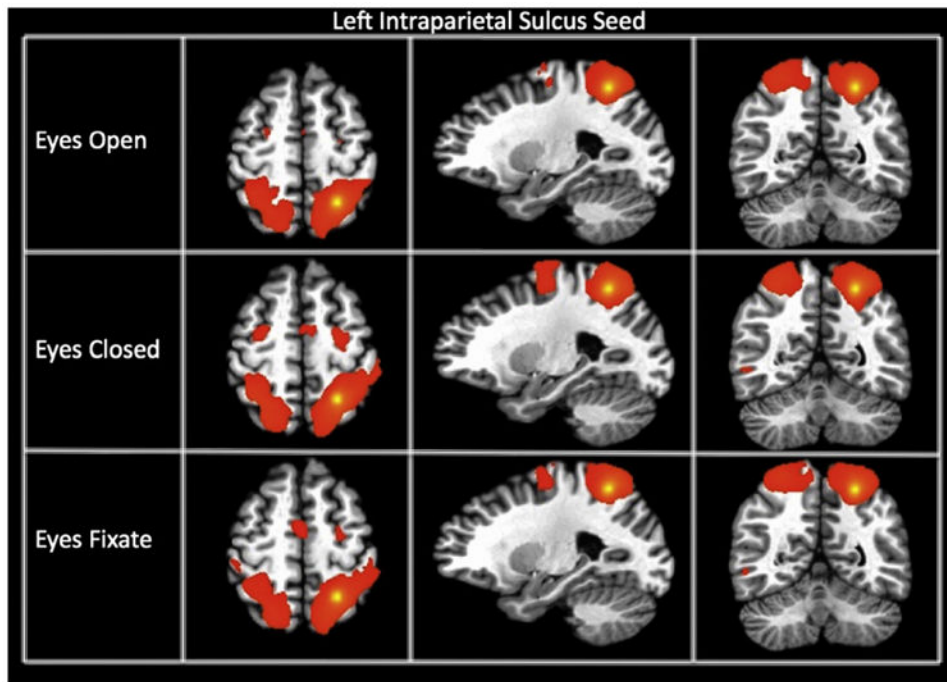 Left Intraparietal Sulcus Seed
Eyes Open
Eyes Closed
Eyes Fixate